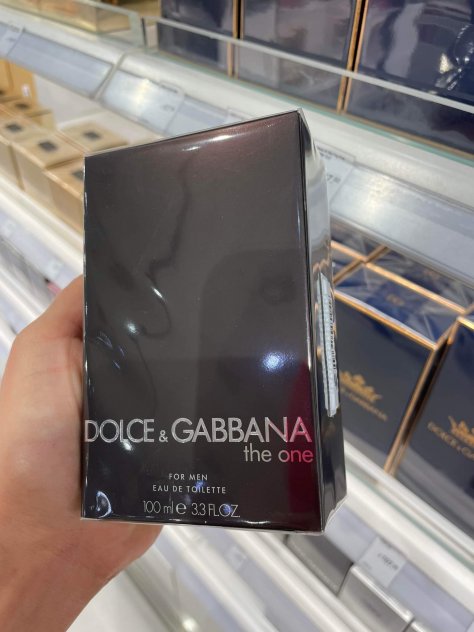 DOLCE & GABBANA
the one
FOR MEN
EAU DE TOILETTE
100 ml e 3.3 FL.OZ